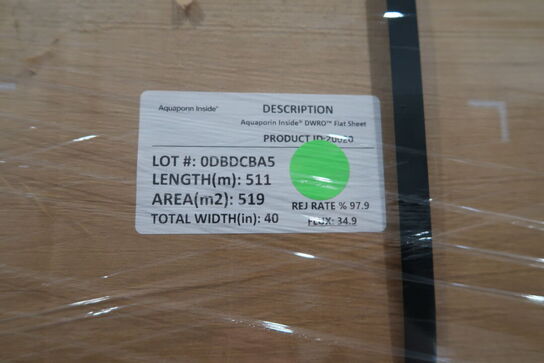 Aquaporin Inside®
DESCRIPTION
Aquaporin Inside® DWRO™ Flat Sheet
PRODUCT ID:20020
LOT #: 0DBDCBA5
LENGTH(m): 511
AREA(m2): 519
REJ RATE % 97.9
TOTAL WIDTH(in): 40
FLUX: 34.9